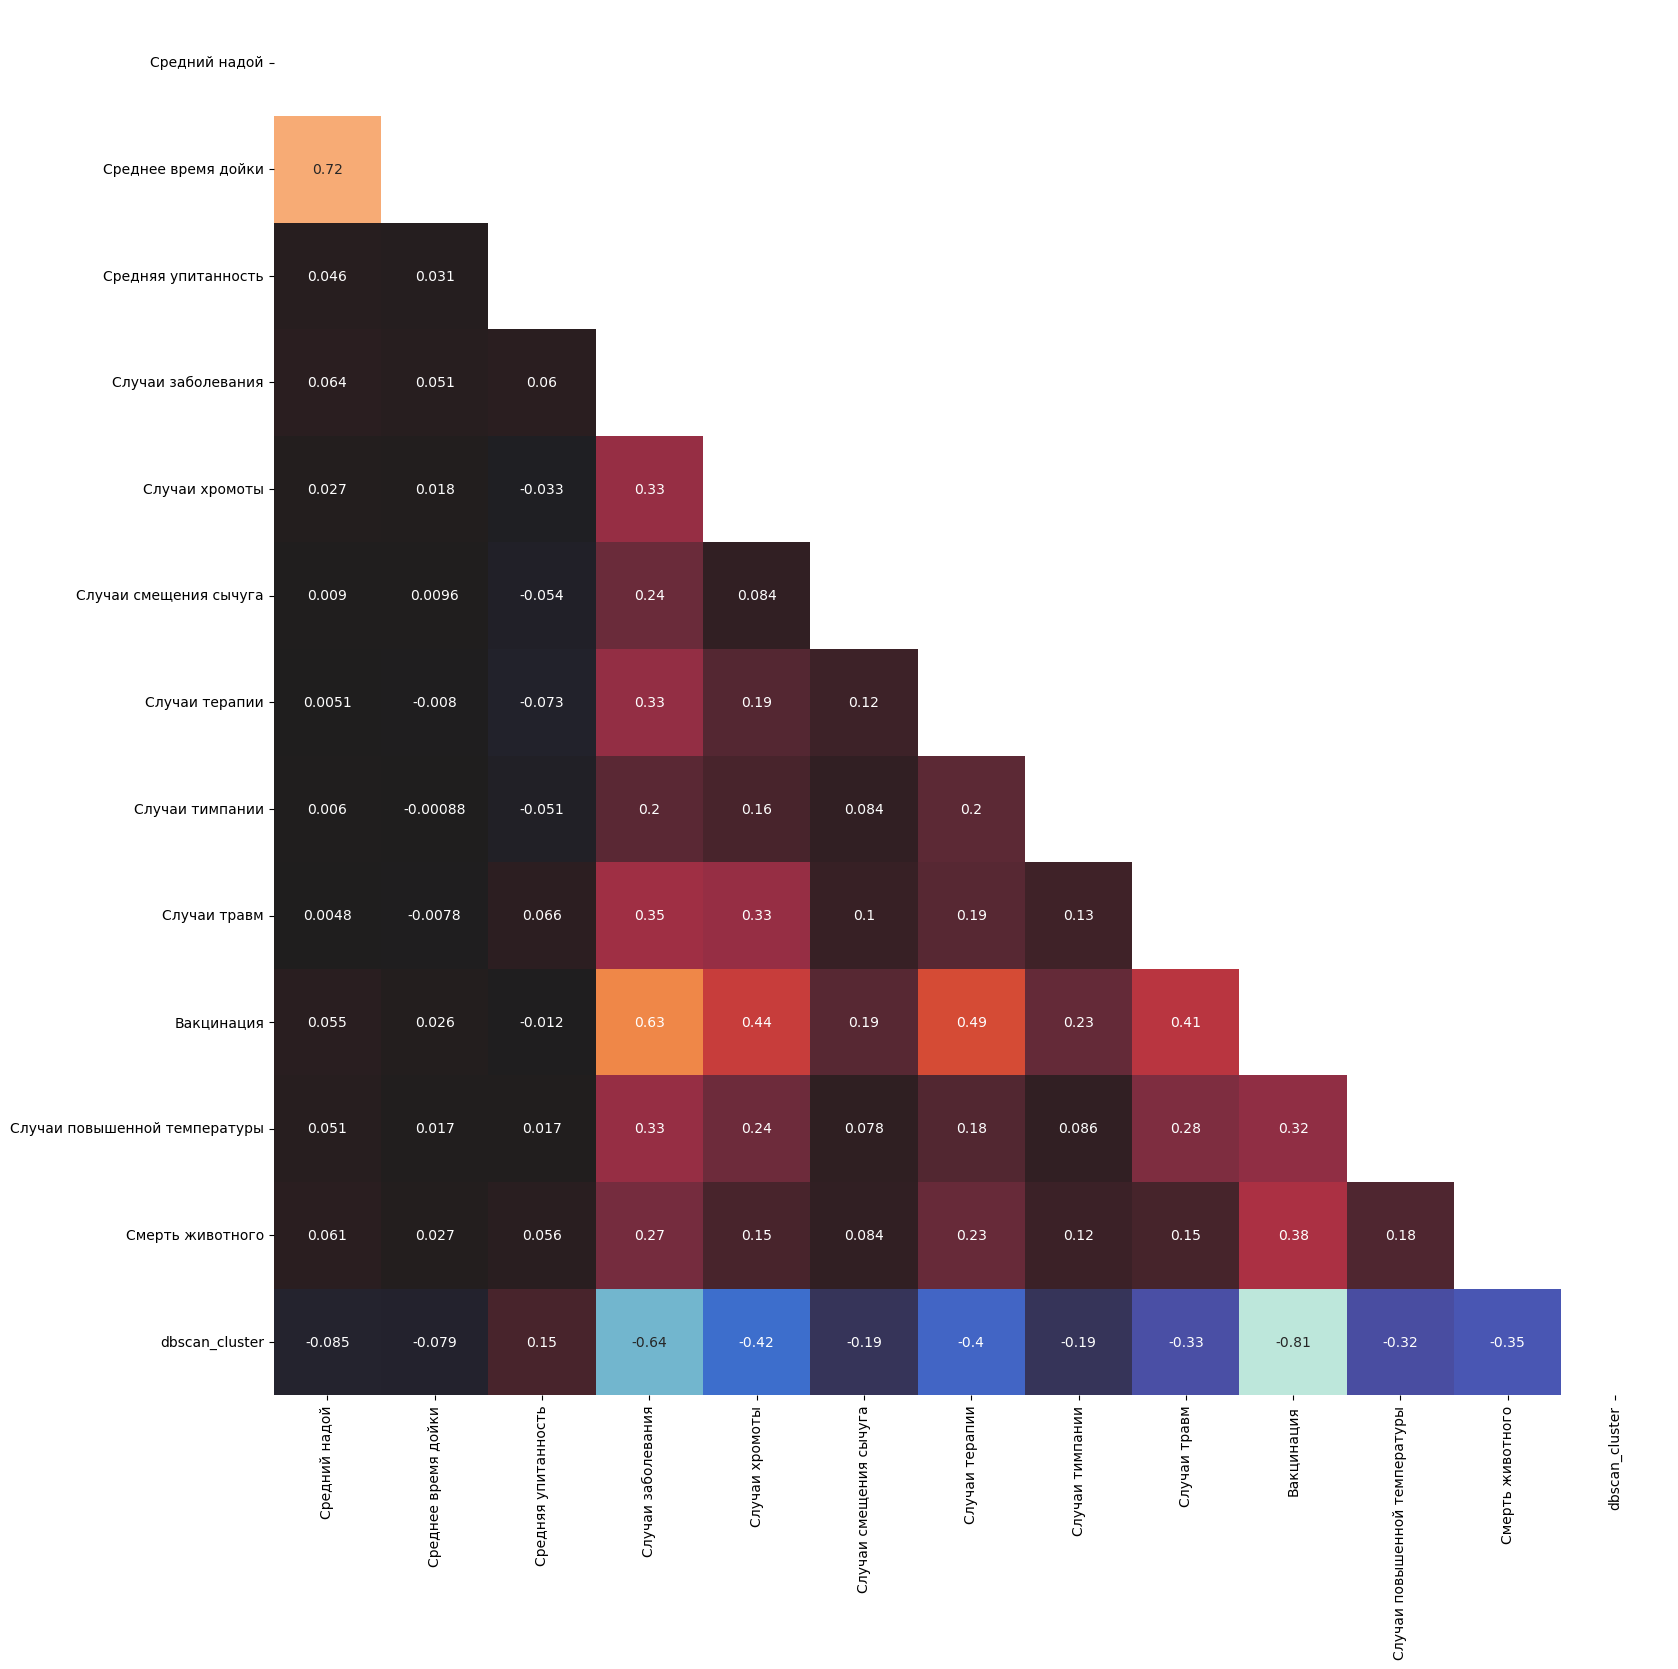 Средний надой
Среднее время дойки
0.72
Средняя упитанность
0.046 0.031
Случаи заболевания
0.064 0.051 0.06
Случаи хромоты
0.027 0.018 -0.033 0.33
Случаи смещения сычуга
0.009 0.0096 -0.054 0.24 0.084
Случаи терапии
0.0051 -0.008 -0.073 0.33 0.19 0.12
Случаи тимпании
0.006 -0.00088 -0.051 0.2 0.16 0.084 0.2
Случаи травм
0.0048 -0.0078 0.066 0.35 0.33 0.1 0.19 0.13
Вакцинация
0.055 0.026 -0.012 0.63 0.44 0.19 0.49 0.23 0.41
Случаи повышенной температуры
0.051 0.017 0.017 0.33 0.24 0.078 0.18 0.086 0.28 0.32
Смерть животного
0.061 0.027 0.056 0.27 0.15 0.084 0.23 0.12 0.15 0.38 0.18
dbscan_cluster
-0.085 -0.079 0.15 -0.64 -0.42 -0.19 -0.4 -0.19 -0.33 -0.81 -0.32 -0.35
Средний надой
Среднее время дойки
Средняя упитанность
Случаи заболевания
Случаи хромоты
Случаи смещения сычуга
Случаи терапии
Случаи тимпании
Случаи травм
Вакцинация
Случаи повышенной температуры
Смерть животного
dbscan_cluster